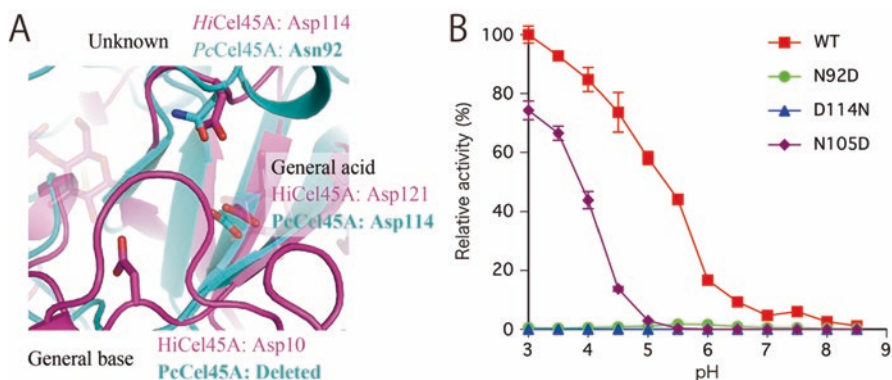 A
Unknown
HiCel45A: Asp114
PcCel45A: Asn92
General acid
HiCel45A: Asp121
PcCel45A: Asp114
General base
HiCel45A: Asp10
PcCel45A: Deleted
B
Relative activity (%)
100
80
60
40
20
0
3 4 5 6 7 8 9
pH
WT
N92D
D114N
N105D